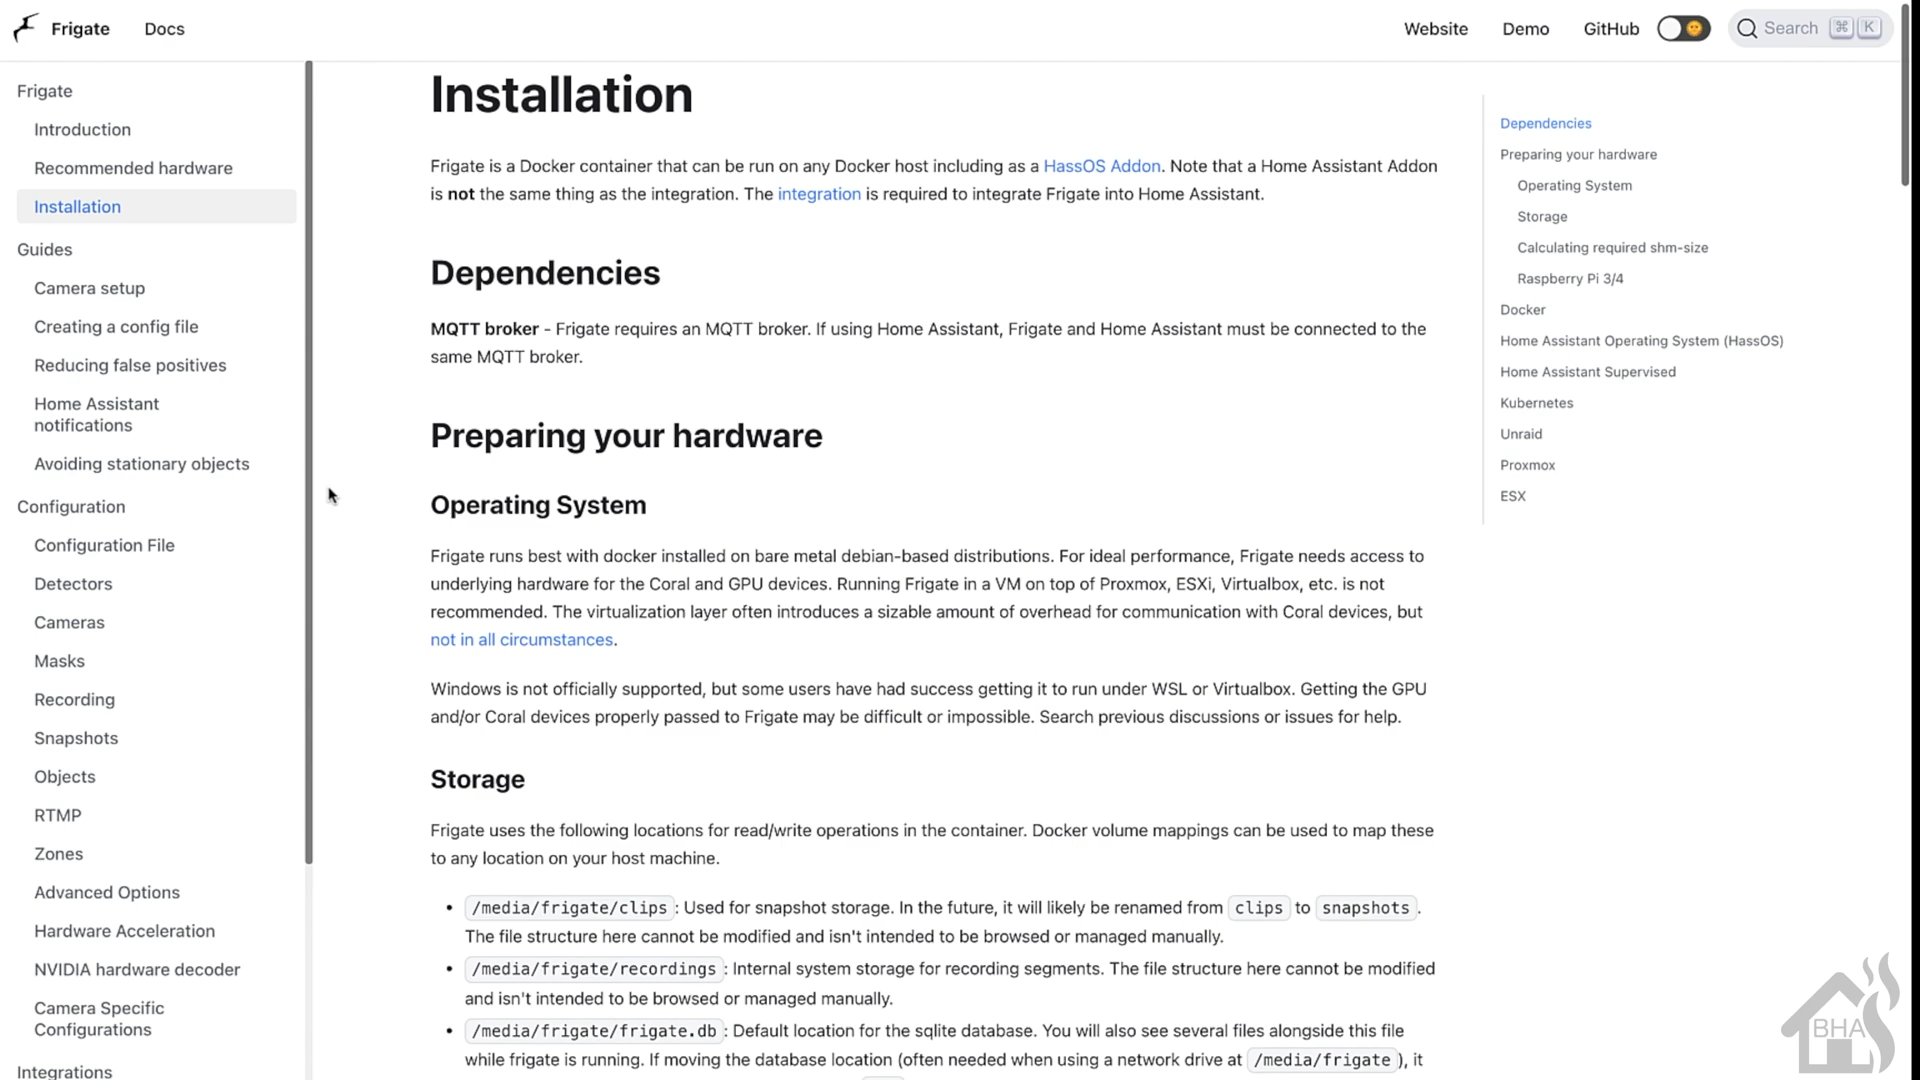 Frigate
Docs
Website
Demo
GitHub
Search ⌘ K
Frigate
Introduction
Recommended hardware
Installation
Guides
Camera setup
Creating a config file
Reducing false positives
Home Assistant
notifications
Avoiding stationary objects
Configuration
Configuration File
Detectors
Cameras
Masks
Recording
Snapshots
Objects
RTMP
Zones
Advanced Options
Hardware Acceleration
NVIDIA hardware decoder
Camera Specific
Configurations
Integrations
Installation
Frigate is a Docker container that can be run on any Docker host including as a HassOS Addon. Note that a Home Assistant Addon
is not the same thing as the integration. The integration is required to integrate Frigate into Home Assistant.
Dependencies
MQTT broker - Frigate requires an MQTT broker. If using Home Assistant, Frigate and Home Assistant must be connected to the
same MQTT broker.
Preparing your hardware
Operating System
Frigate runs best with docker installed on bare metal debian-based distributions. For ideal performance, Frigate needs access to
underlying hardware for the Coral and GPU devices. Running Frigate in a VM on top of Proxmox, ESXi, Virtualbox, etc. is not
recommended. The virtualization layer often introduces a sizable amount of overhead for communication with Coral devices, but
not in all circumstances.
Windows is not officially supported, but some users have had success getting it to run under WSL or Virtualbox. Getting the GPU
and/or Coral devices properly passed to Frigate may be difficult or impossible. Search previous discussions or issues for help.
Storage
Frigate uses the following locations for read/write operations in the container. Docker volume mappings can be used to map these
to any location on your host machine.
• /media/frigate/clips : Used for snapshot storage. In the future, it will likely be renamed from clips to snapshots .
The file structure here cannot be modified and isn't intended to be browsed or managed manually.
• /media/frigate/recordings : Internal system storage for recording segments. The file structure here cannot be modified
and isn't intended to be browsed or managed manually.
• /media/frigate/frigate.db : Default location for the sqlite database. You will also see several files alongside this file
while frigate is running. If moving the database location (often needed when using a network drive at /media/frigate ), it
Dependencies
Preparing your hardware
Operating System
Storage
Calculating required shm-size
Raspberry Pi 3/4
Docker
Home Assistant Operating System (HassOS)
Home Assistant Supervised
Kubernetes
Unraid
Proxmox
ESX
BHA